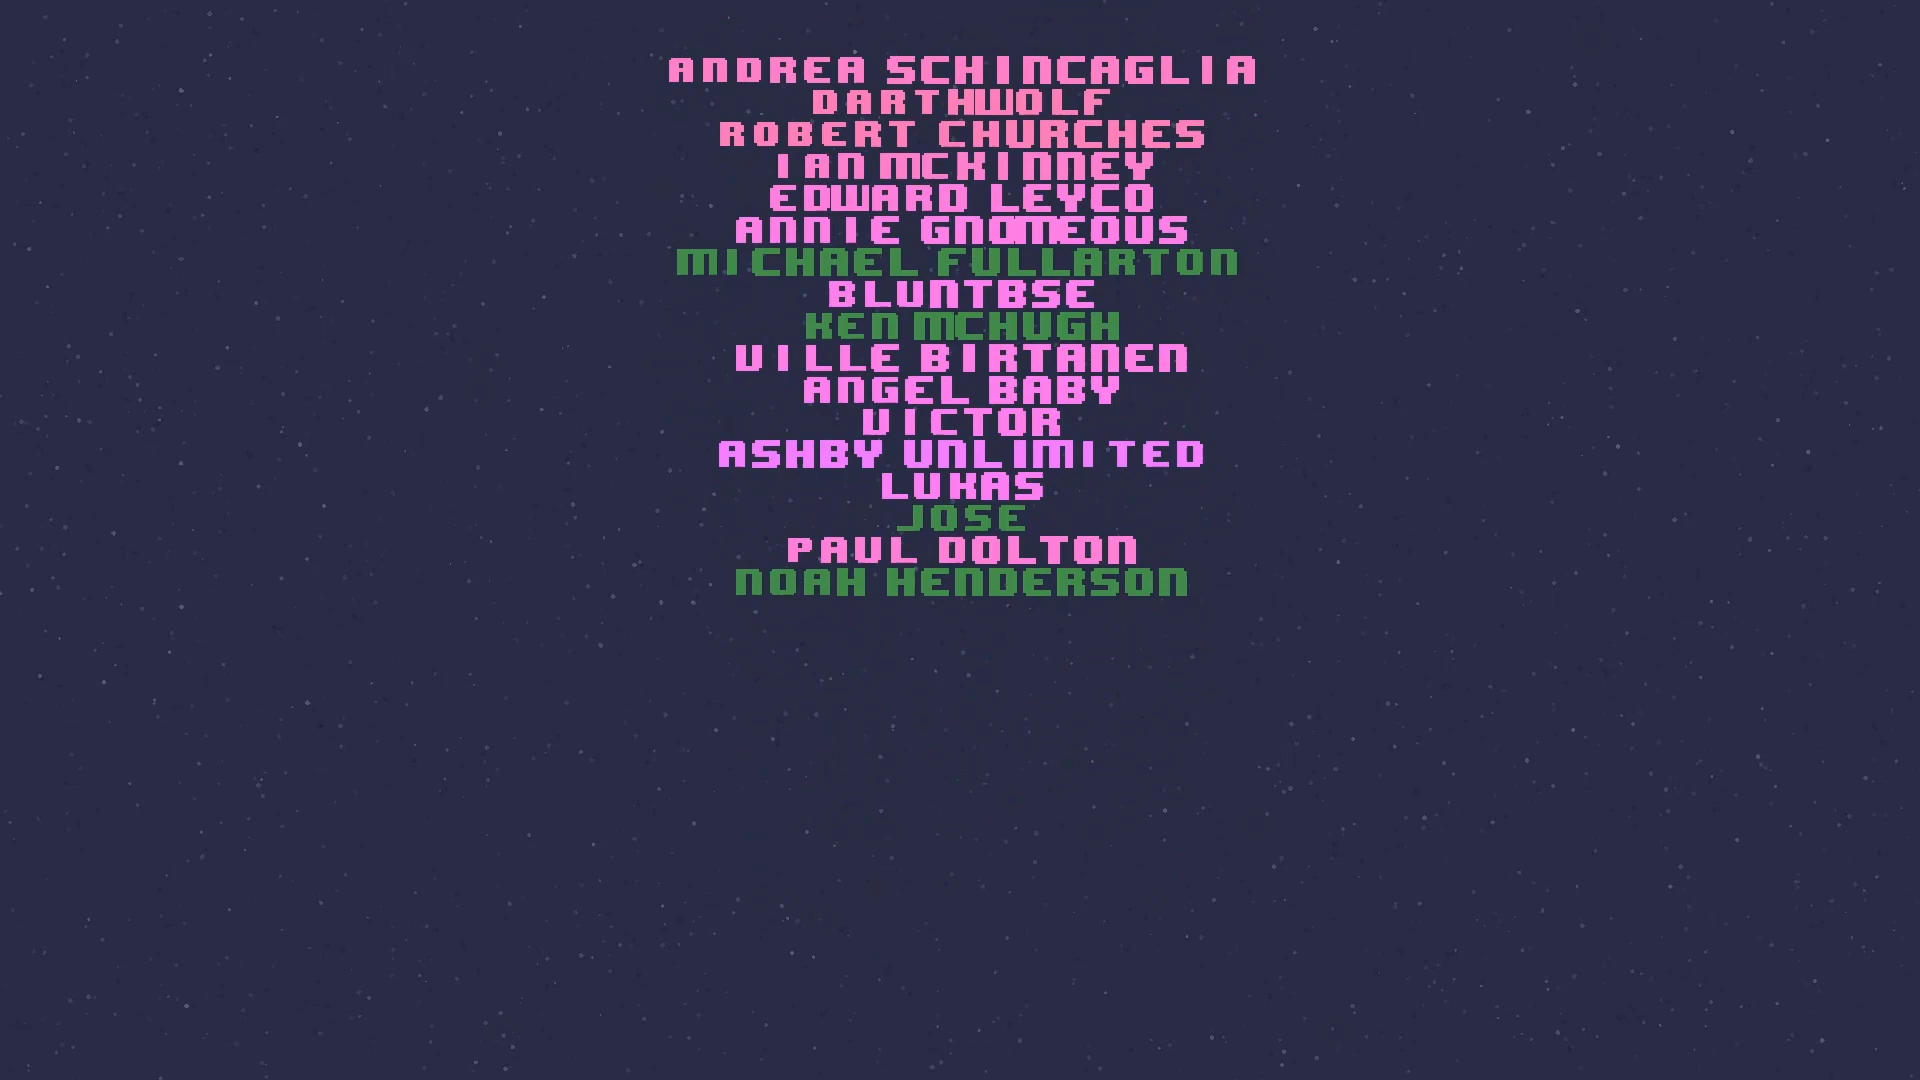 ANDREA SCHINCAGLIA
DARTHWOLF
ROBERT CHURCHES
IAN MCKINNEY
EDWARD LEYCO
ANNIE GNOMEOUS
MICHAEL FULLARTON
BLUNTBSE
KEN MCHUGH
VILLE BIRTANEN
ANGEL BABY
VICTOR
ASHBY UNLIMITED
LUKAS
JOSE
PAUL DOLTON
NOAH HENDERSON